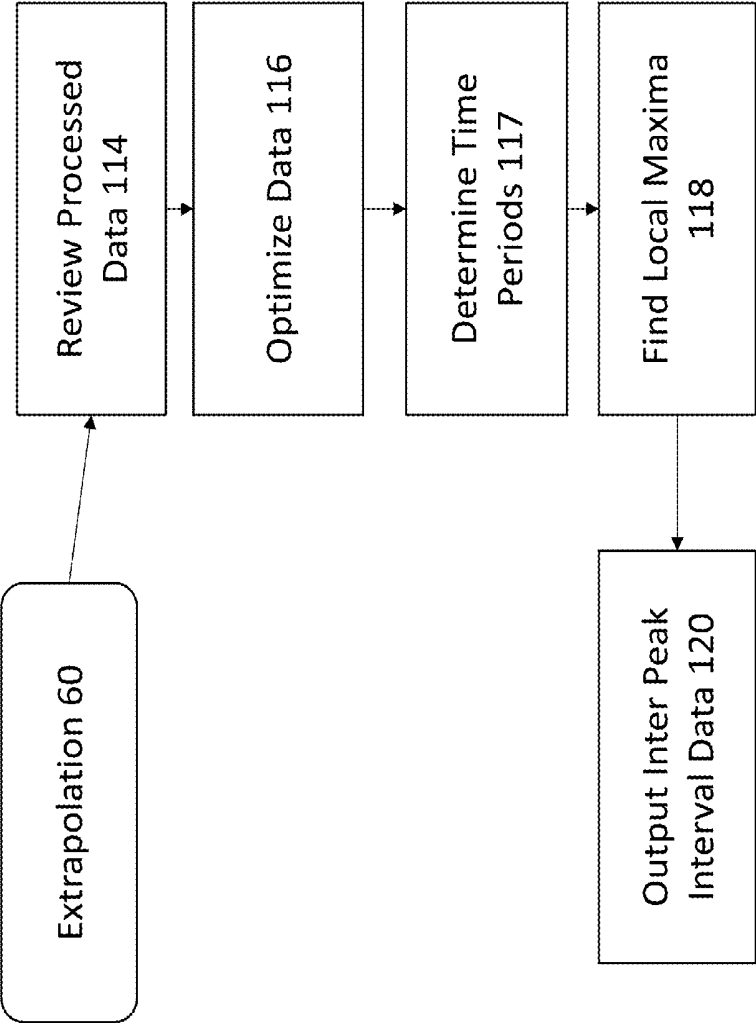 Extrapolation 60
Review Processed
Data 114
Optimize Data 116
Determine Time
Periods 117
Find Local Maxima
118
Output Inter Peak
Interval Data 120